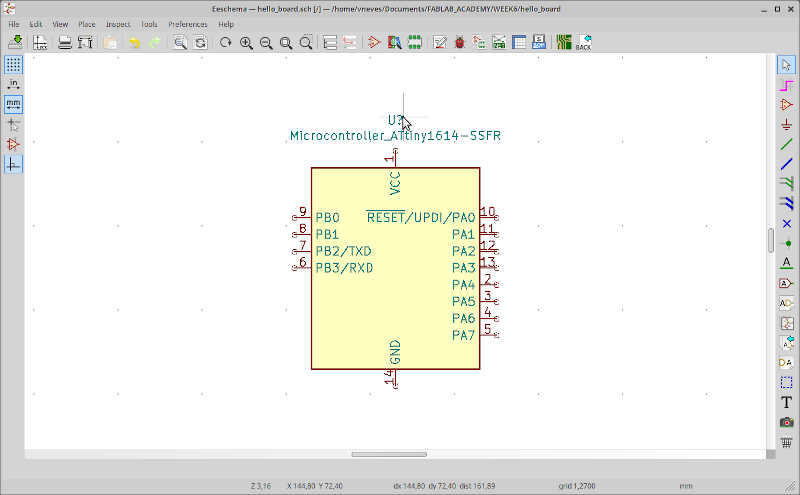 Eeschema — hello_board.sch [/] — /home/vnieves/Documents/FABLAB_ACADEMY/WEEK6/hello_board
File Edit View Place Inspect Tools Preferences Help
BACK
in
mm
U?
Microcontroller_ATtiny1614-SSFR
1
VCC
9 PB0 RESET/UPDI/PA0 10
8 PB1 PA1 11
7 PB2/TXD PA2 12
6 PB3/RXD PA3 13
PA4 2
PA5 3
PA6 4
PA7 5
GND
14
A
T
BACK
Z 3,16 X 144,80 Y 72,40 dx 144,80 dy 72,40 dist 161,89 grid 1,2700 mm